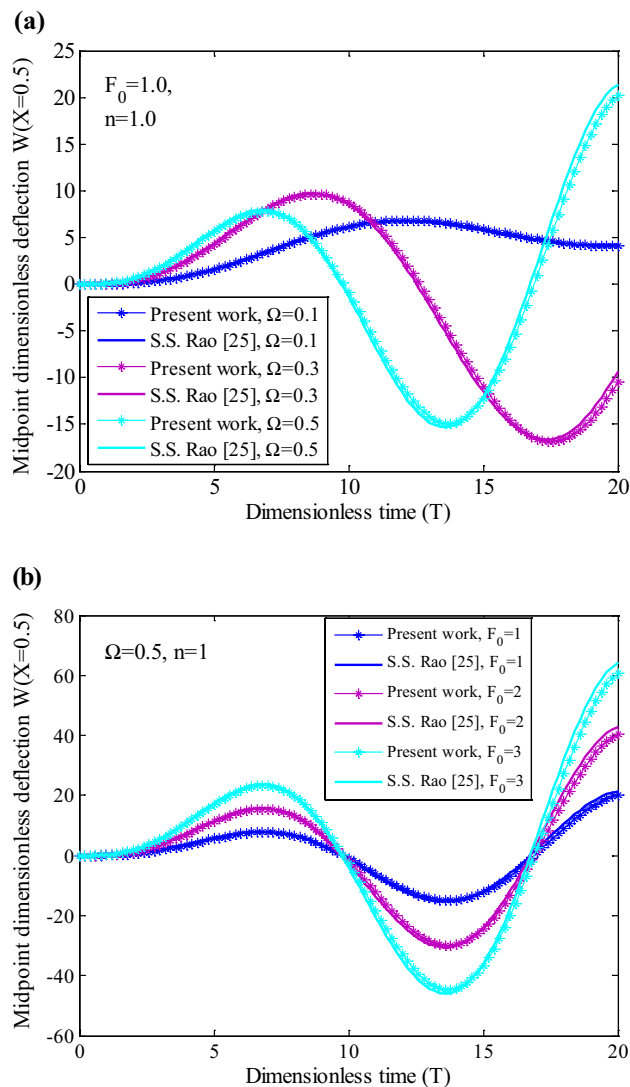 (a)
25
20
15
10
5
0
-5
-10
-15
-20
Midpoint dimensionless deflection W(X=0.5)
F₀=1.0,
n=1.0
Present work, Ω=0.1
S.S. Rao [25], Ω=0.1
Present work, Ω=0.3
S.S. Rao [25], Ω=0.3
Present work, Ω=0.5
S.S. Rao [25], Ω=0.5
0 5 10 15 20
Dimensionless time (T)
(b)
80
60
40
20
0
-20
-40
-60
Midpoint dimensionless deflection W(X=0.5)
Ω=0.5, n=1
Present work, F₀=1
S.S. Rao [25], F₀=1
Present work, F₀=2
S.S. Rao [25], F₀=2
Present work, F₀=3
S.S. Rao [25], F₀=3
0 5 10 15 20
Dimensionless time (T)